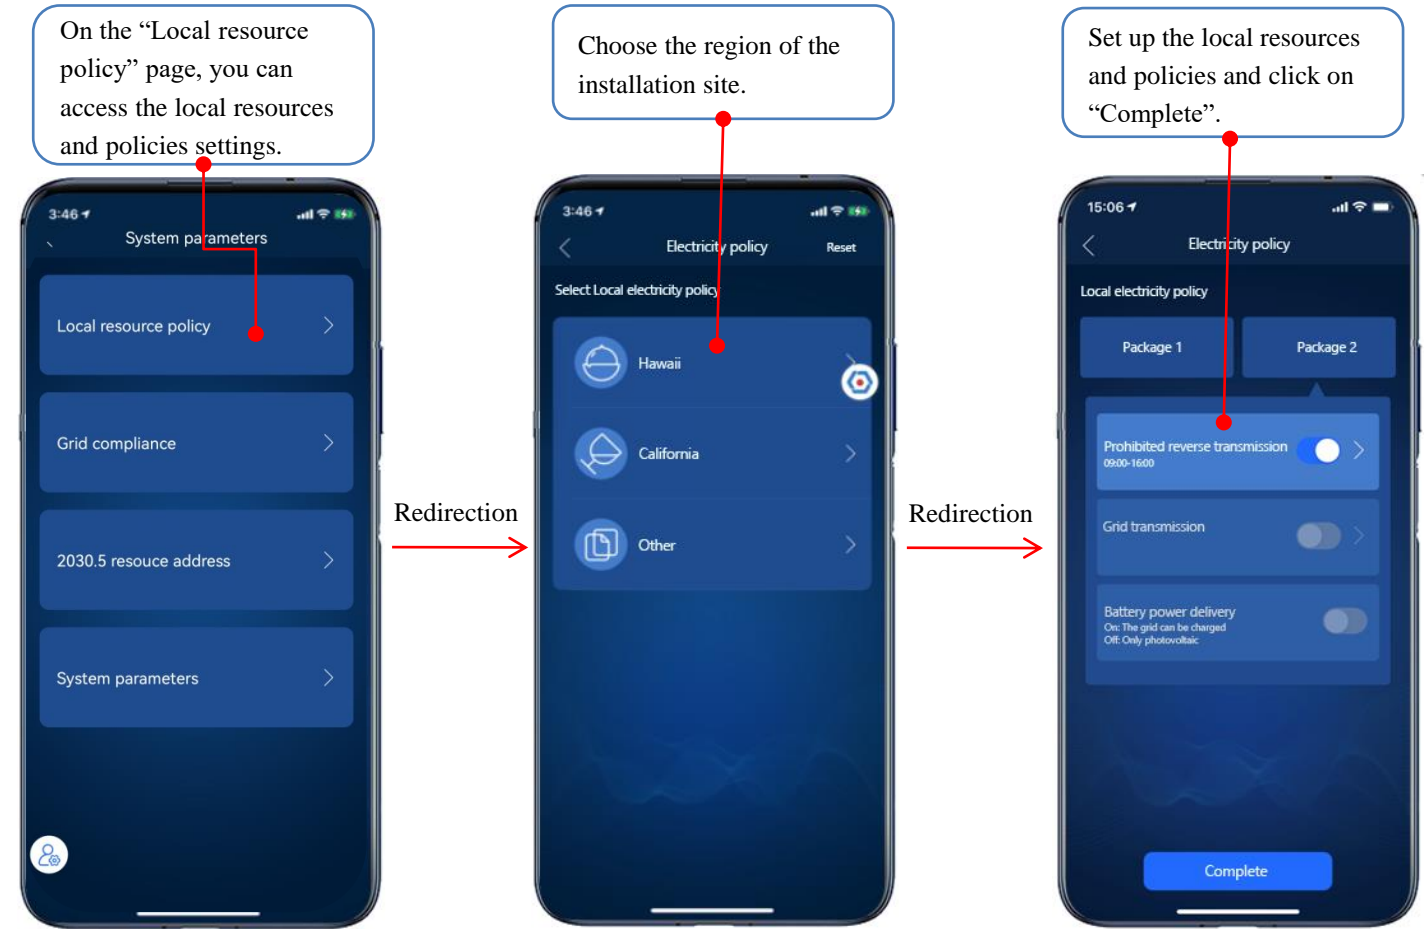 On the “Local resource
policy” page, you can
access the local resources
and policies settings.
Choose the region of the
installation site.
Set up the local resources
and policies and click on
“Complete”.
3:46
System parameters
Local resource policy
Grid compliance
2030.5 resouce address
System parameters
Redirection
3:46
Electricity policy
Reset
Select Local electricity policy
Hawaii
California
Other
Redirection
15:06
Electricity policy
Local electricity policy
Package 1
Package 2
Prohibited reverse transmission
09:00-16:00
Grid transmission
Battery power delivery
On: The grid can be charged
Off: Only photovoltaic
Complete